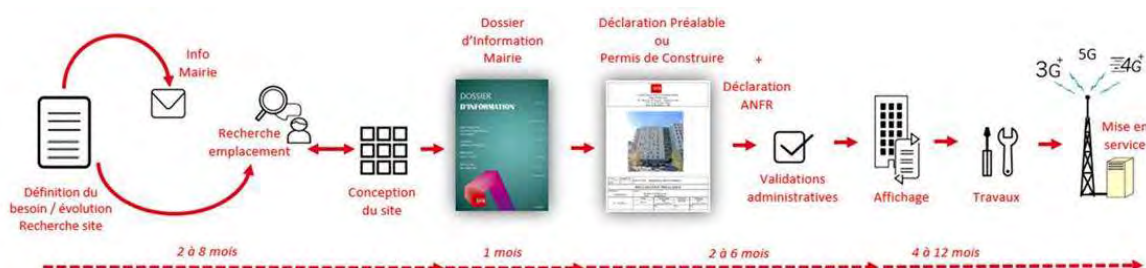 Info
Mairie
Définition du
besoin / évolution
Recherche site
Recherche
emplacement
Conception
du site
Dossier
d'Information
Mairie
DOSSIER
D'INFORMATION
Déclaration Préalable
ou
Permis de Construire
+
Déclaration
ANFR
Validations
administratives
Affichage
Travaux
3G+
5G
4G+
Mise en
service
2 à 8 mois
1 mois
2 à 6 mois
4 à 12 mois